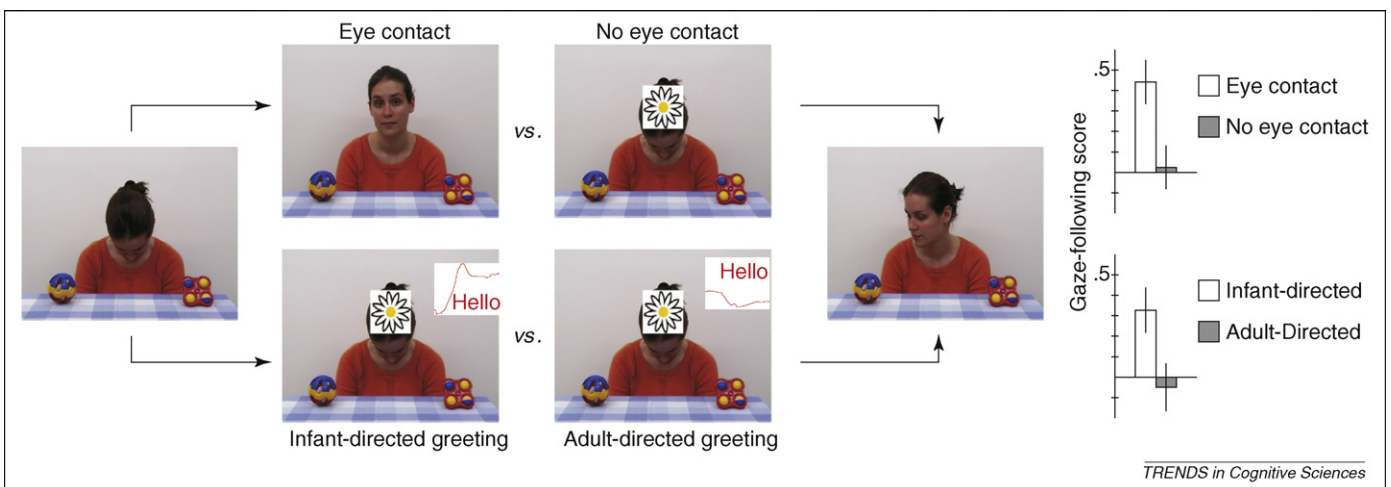 Eye contact
No eye contact
vs.
Hello
Hello
vs.
Infant-directed greeting
Adult-directed greeting
Gaze-following score
.5
Eye contact
No eye contact
.5
Infant-directed
Adult-Directed
TRENDS in Cognitive Sciences